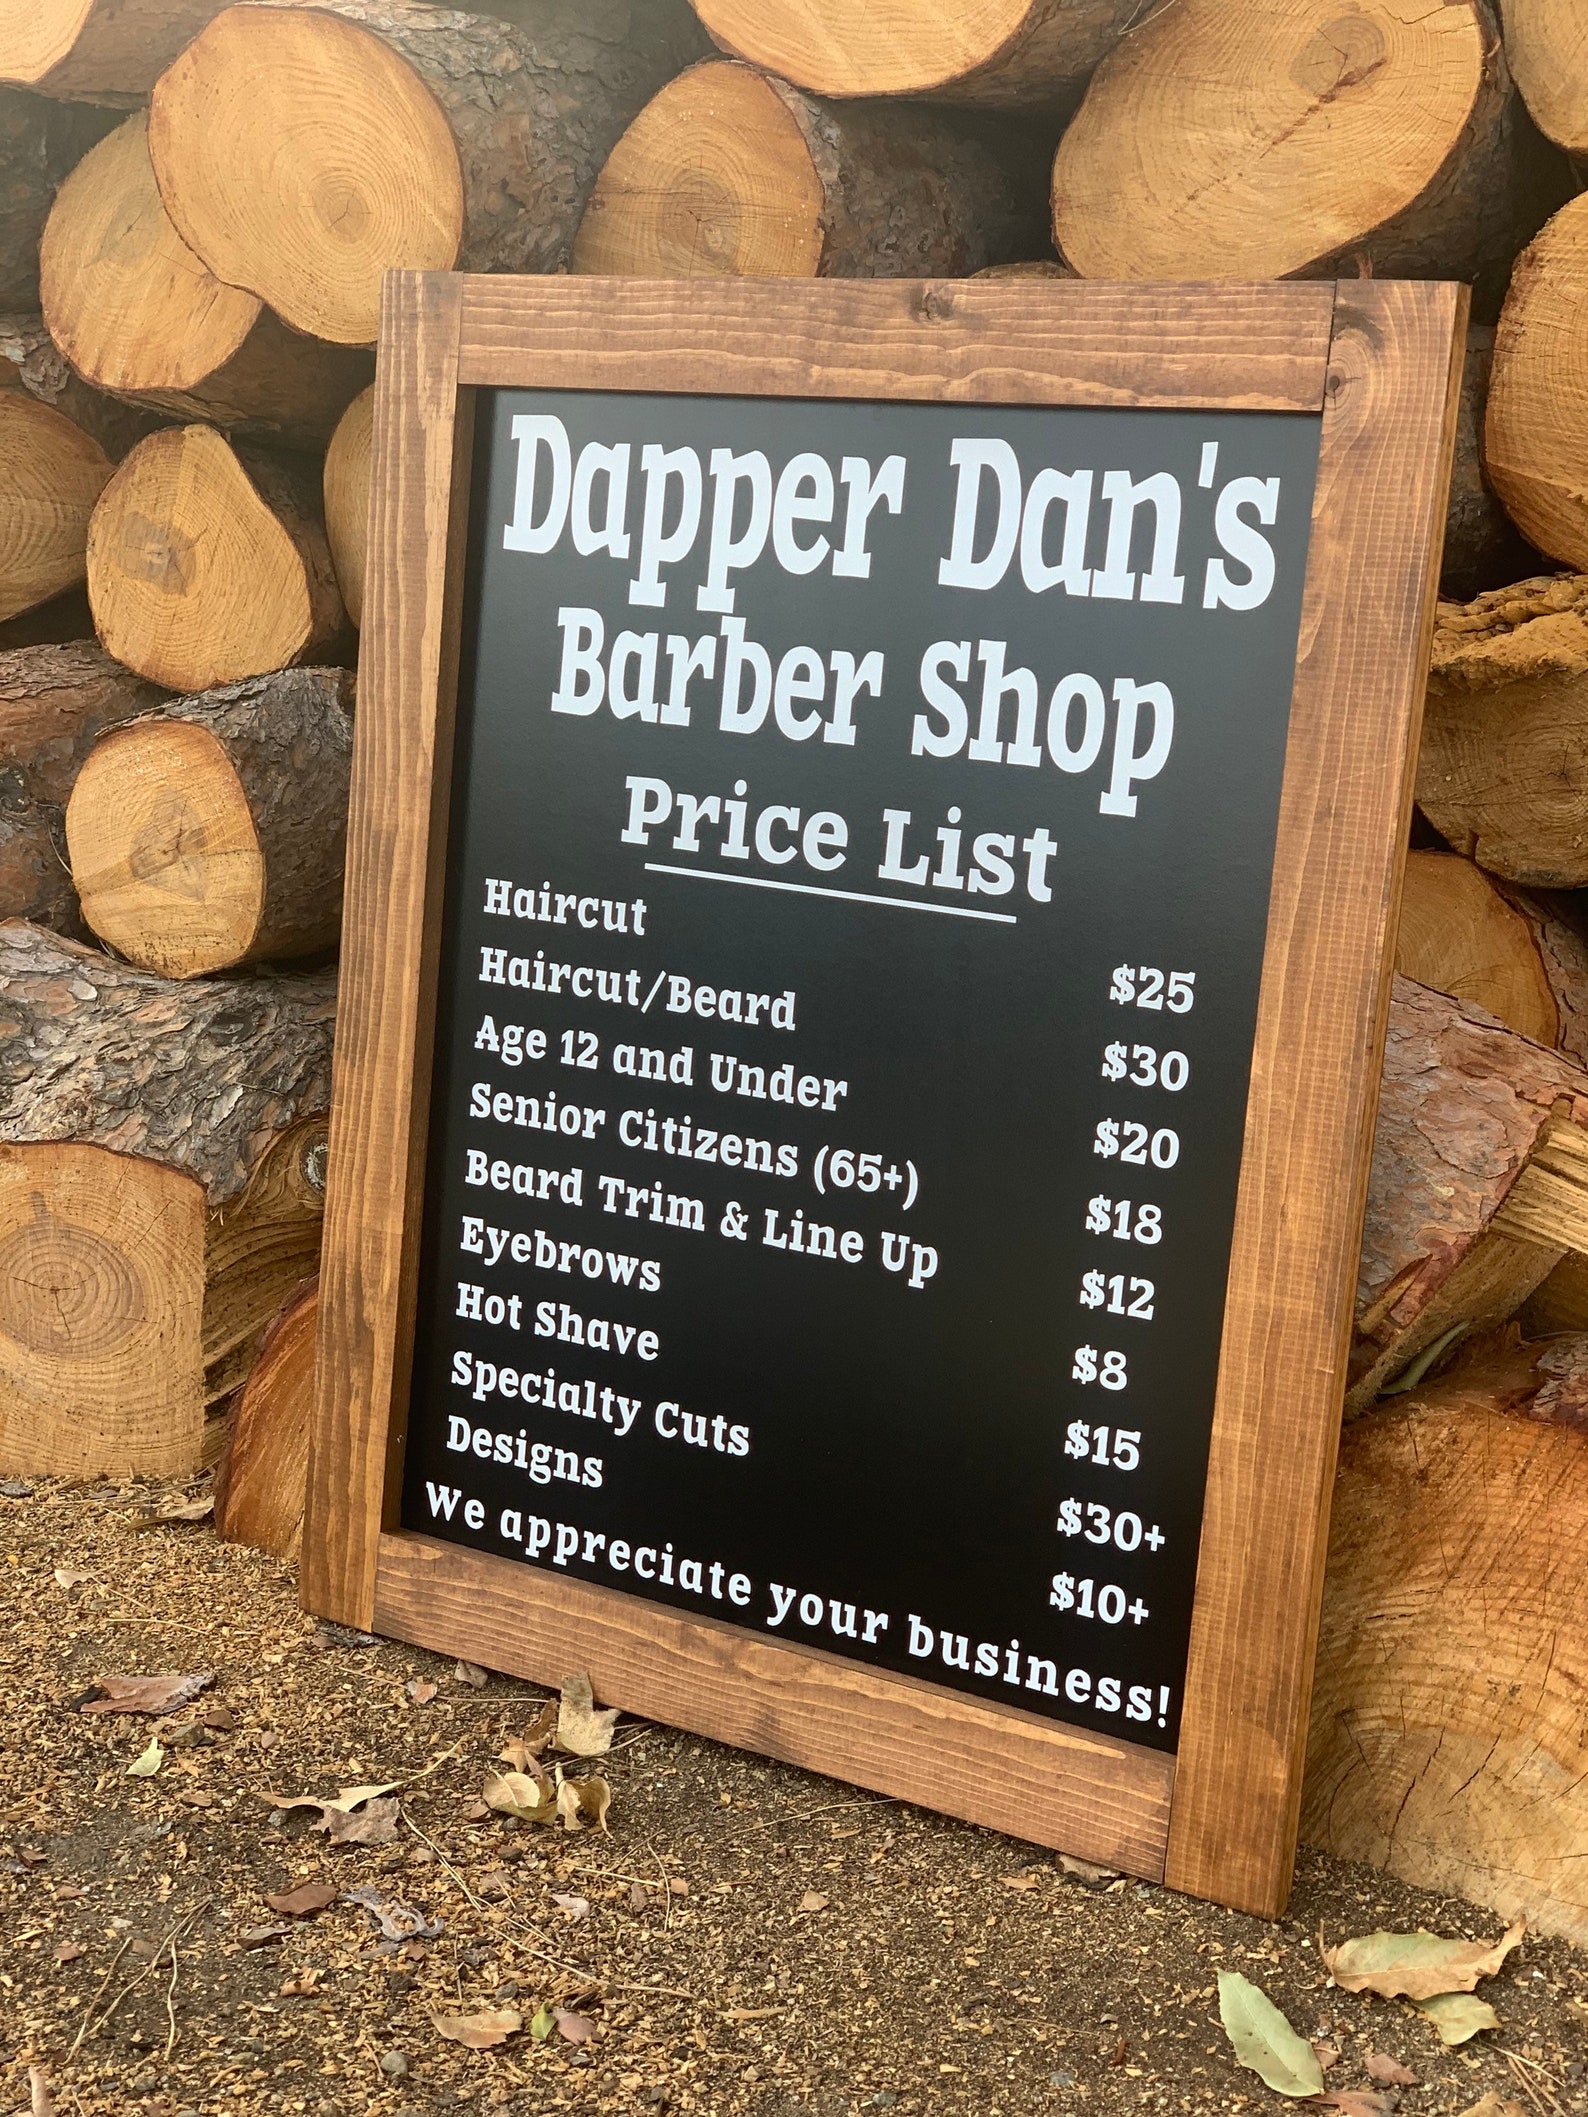 Dapper Dan's
Barber Shop
Price List
Haircut $25
Haircut/Beard $30
Age 12 and Under $20
Senior Citizens (65+) $18
Beard Trim & Line Up $12
Eyebrows $8
Hot Shave $15
Specialty Cuts $30+
Designs $10+
We appreciate your business!